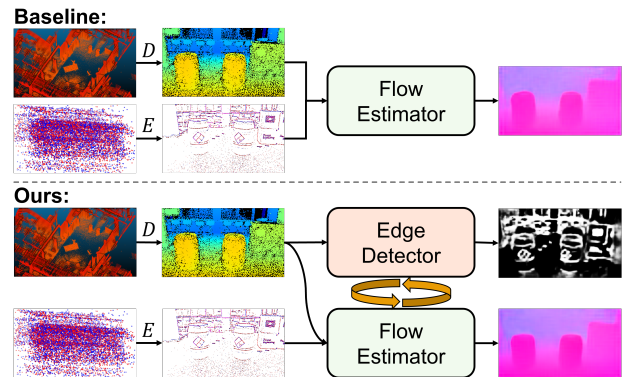 Baseline:
D
Flow
Estimator
E
Ours:
D
Edge
Detector
E
Flow
Estimator